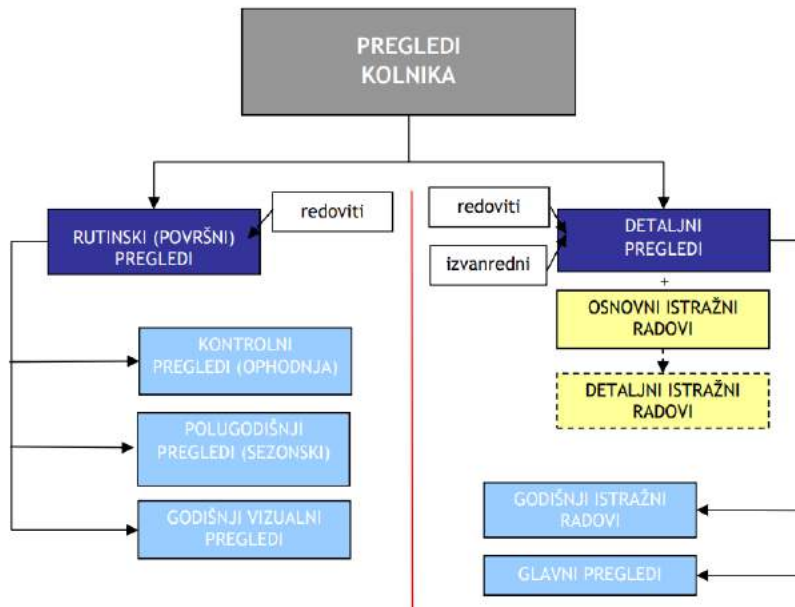 PREGLEDI
KOLNIKA
redoviti
RUTINSKI (POVRŠNI)
PREGLEDI
KONTROLNI
PREGLEDI (OPHODNJA)
POLUGODIŠNJI
PREGLEDI (SEZONSKI)
GODIŠNJI VIZUALNI
PREGLEDI
redoviti
izvanredni
DETALJNI
PREGLEDI
+
OSNOVNI ISTRAŽNI
RADOVI
DETALJNI ISTRAŽNI
RADOVI
GODIŠNJI ISTRAŽNI
RADOVI
GLAVNI PREGLEDI